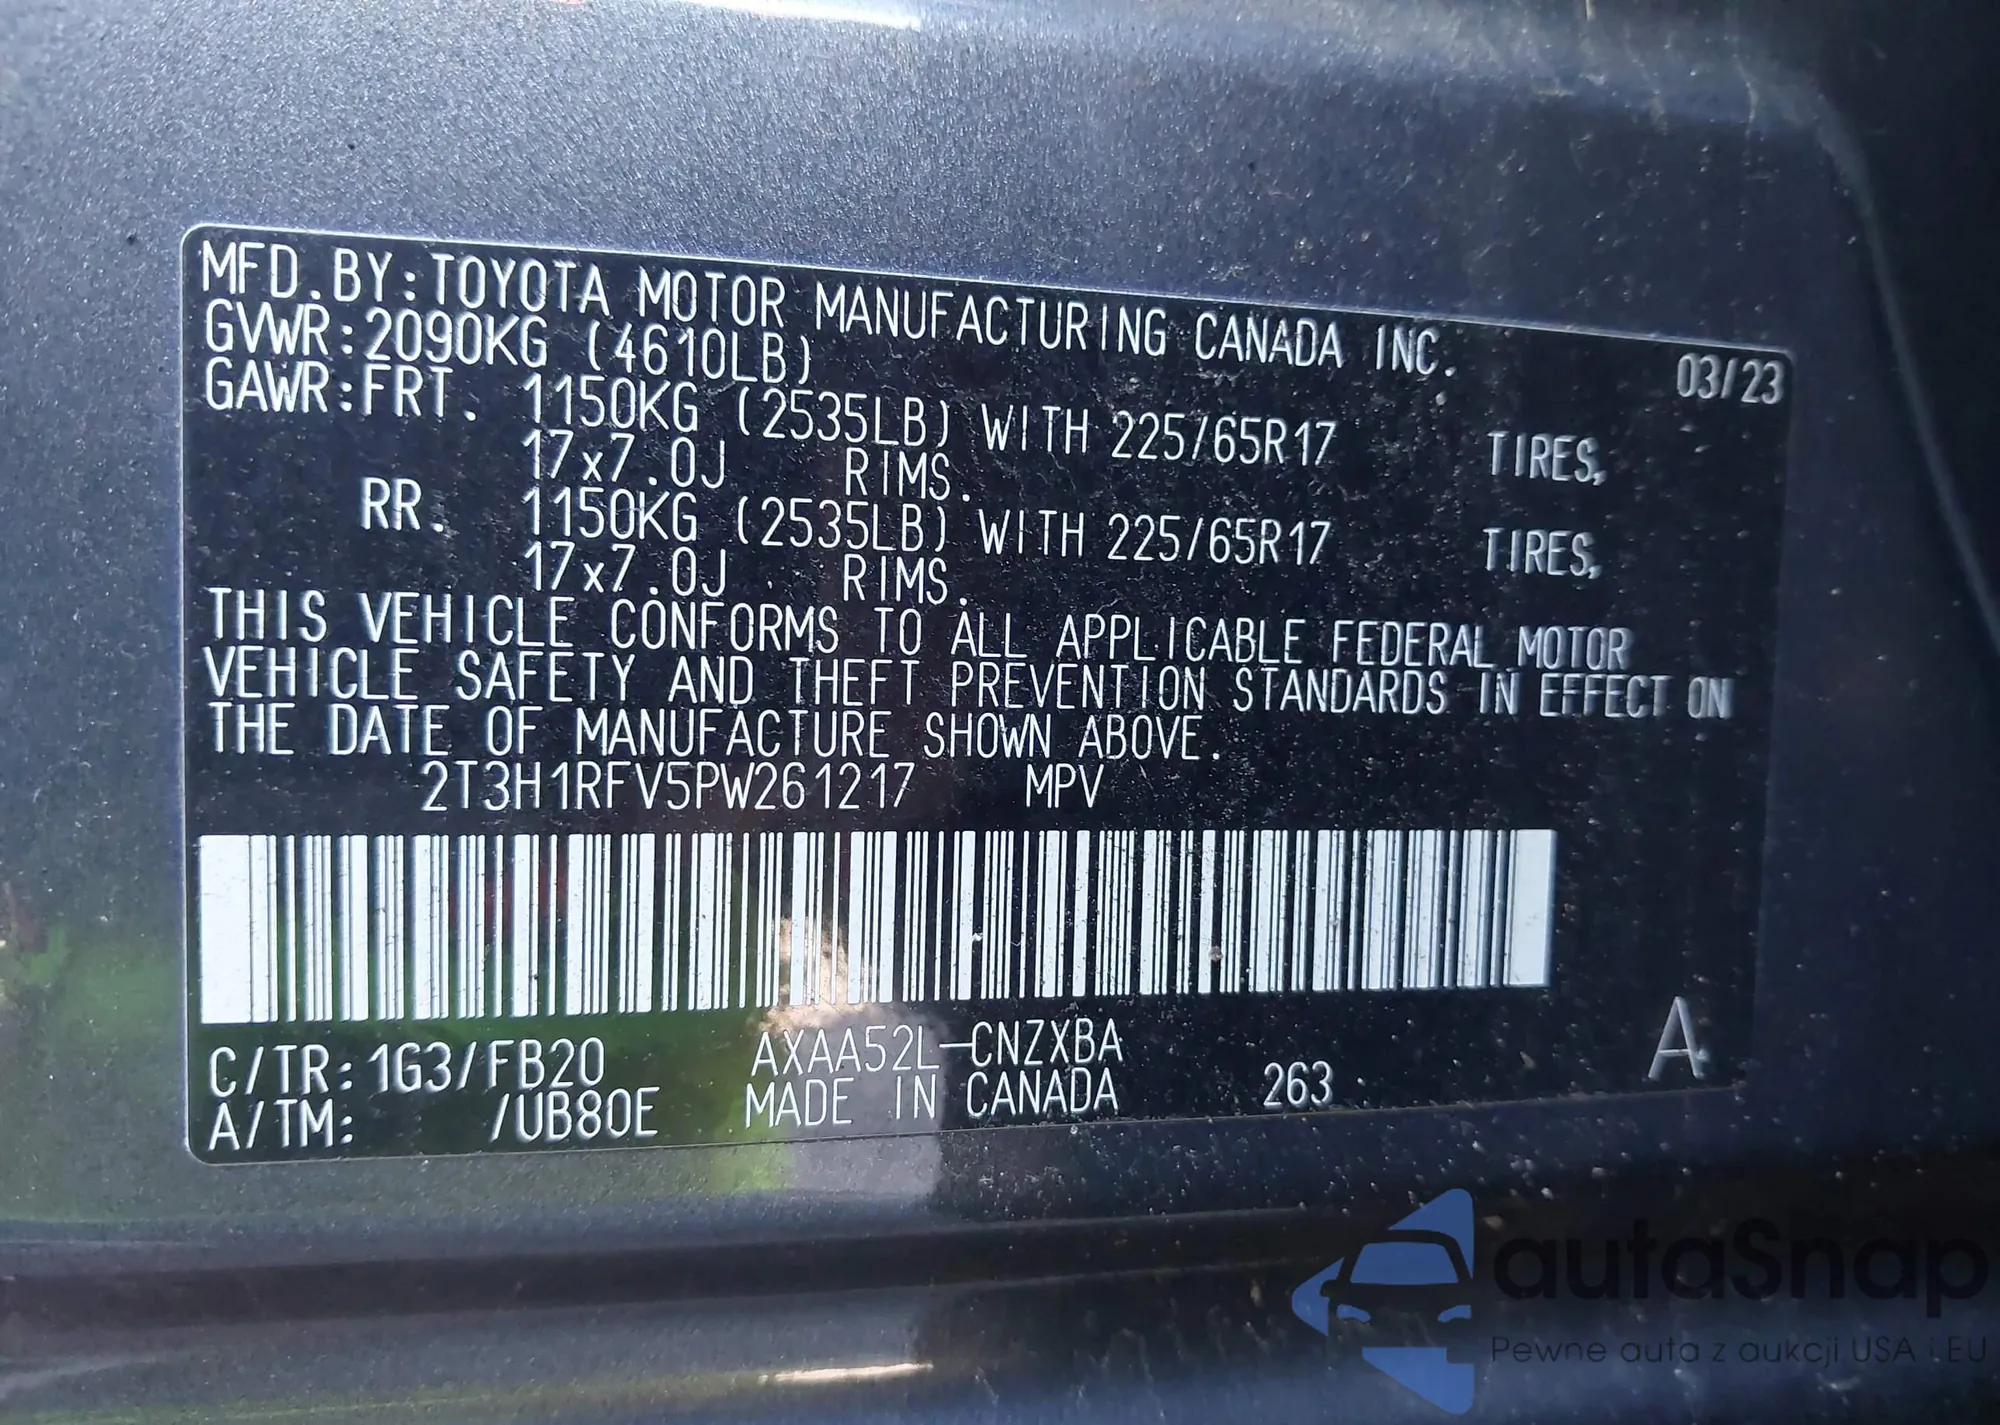 MFD.BY:TOYOTA MOTOR MANUFACTURING CANADA INC. 03/23
GVWR:2090KG (4610LB)
GAWR:FRT. 1150KG (2535LB) WITH 225/65R17 TIRES,
17x7.0J RIMS.
RR. 1150KG (2535LB) WITH 225/65R17 TIRES,
17x7.0J RIMS.
THIS VEHICLE CONFORMS TO ALL APPLICABLE FEDERAL MOTOR
VEHICLE SAFETY AND THEFT PREVENTION STANDARDS IN EFFECT ON
THE DATE OF MANUFACTURE SHOWN ABOVE.
2T3H1RFV5PW261217 MPV
C/TR:1G3/FB20 AXAA52L-CNZXBA A
A/TM: /UB80E MADE IN CANADA 263
autaSnap
Pewne auta z aukcji USA i EU